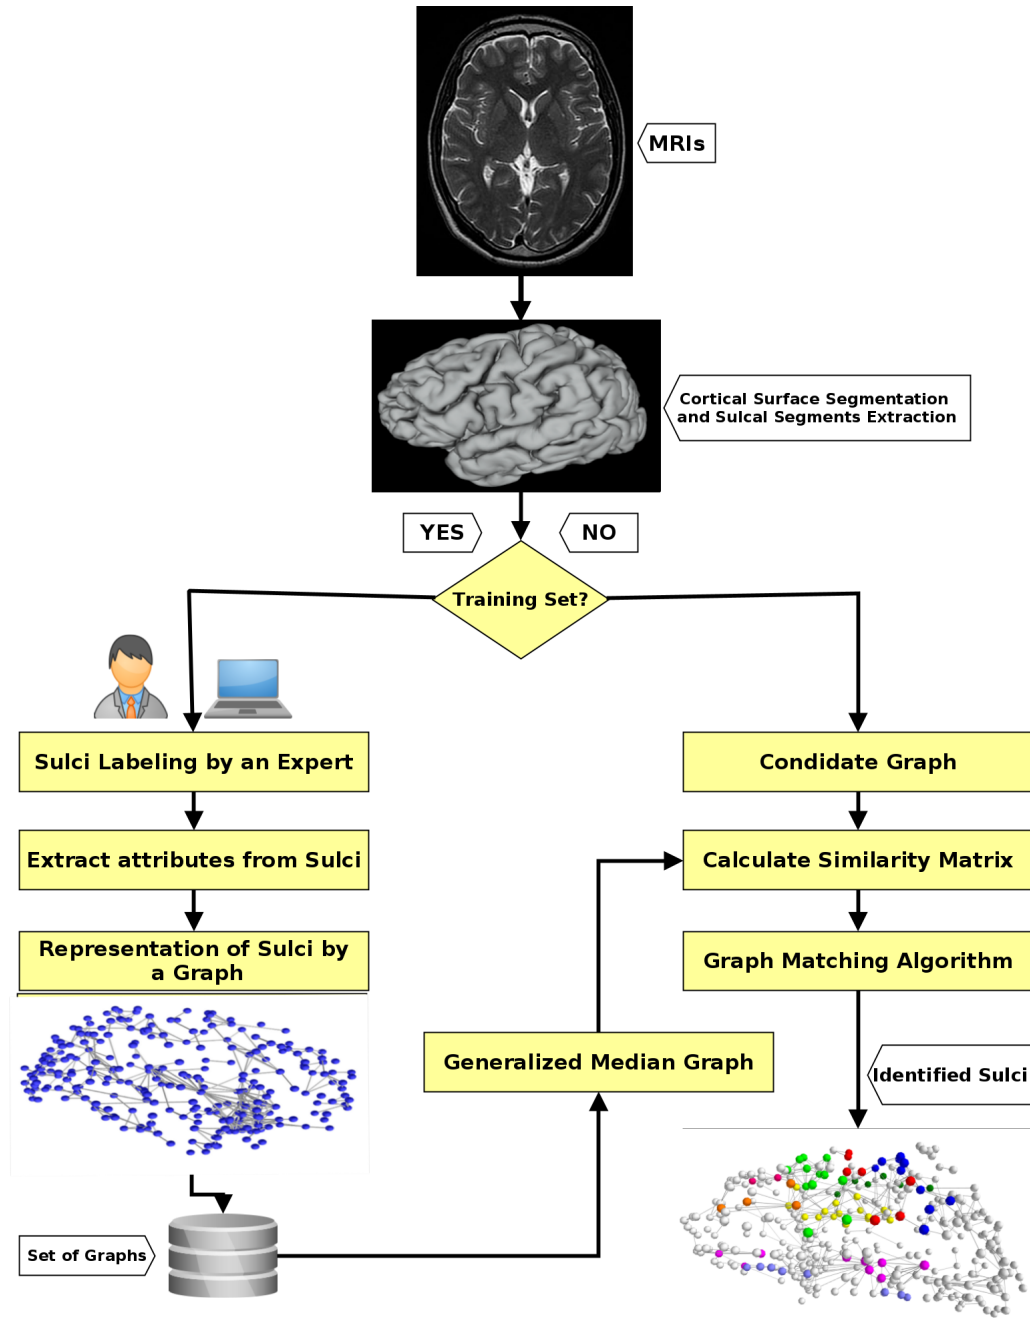 MRIs
Cortical Surface Segmentation
and Sulcal Segments Extraction
YES
NO
Training Set?
Sulci Labeling by an Expert
Condidate Graph
Extract attributes from Sulci
Calculate Similarity Matrix
Representation of Sulci by
a Graph
Graph Matching Algorithm
Generalized Median Graph
Identified Sulci
Set of Graphs